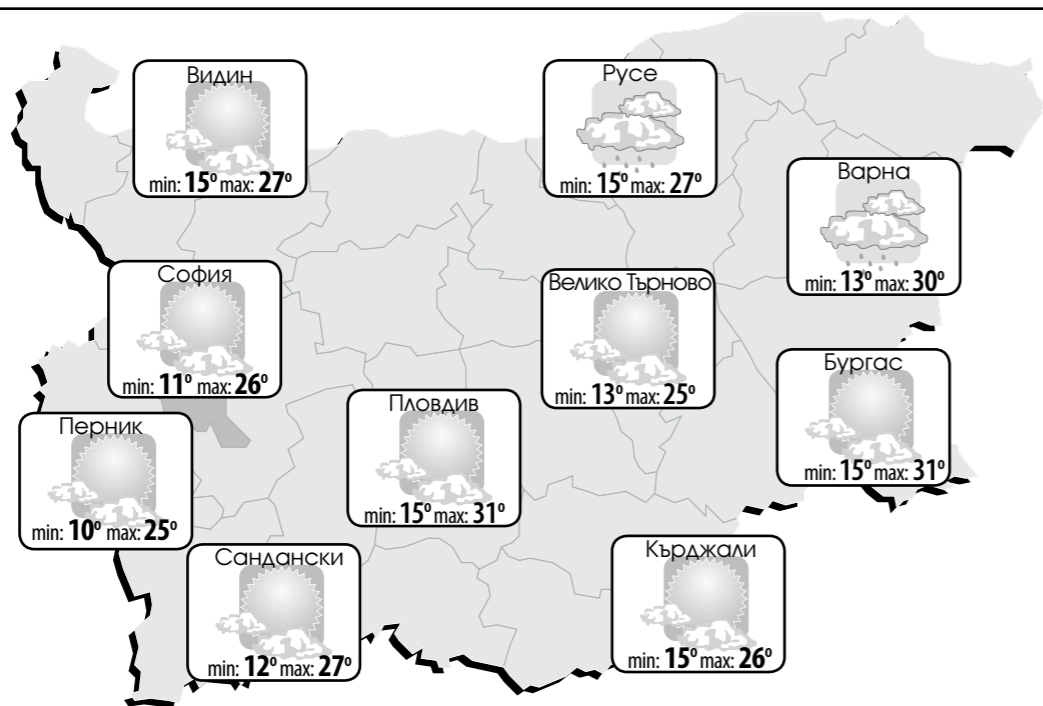 Видин
min: 15° max: 27°
Русе
min: 15° max: 27°
Варна
min: 13° max: 30°
София
min: 11° max: 26°
Велико Търново
min: 13° max: 25°
Бургас
min: 15° max: 31°
Пловдив
min: 15° max: 31°
Перник
min: 10° max: 25°
Сандански
min: 12° max: 27°
Кърджали
min: 15° max: 26°